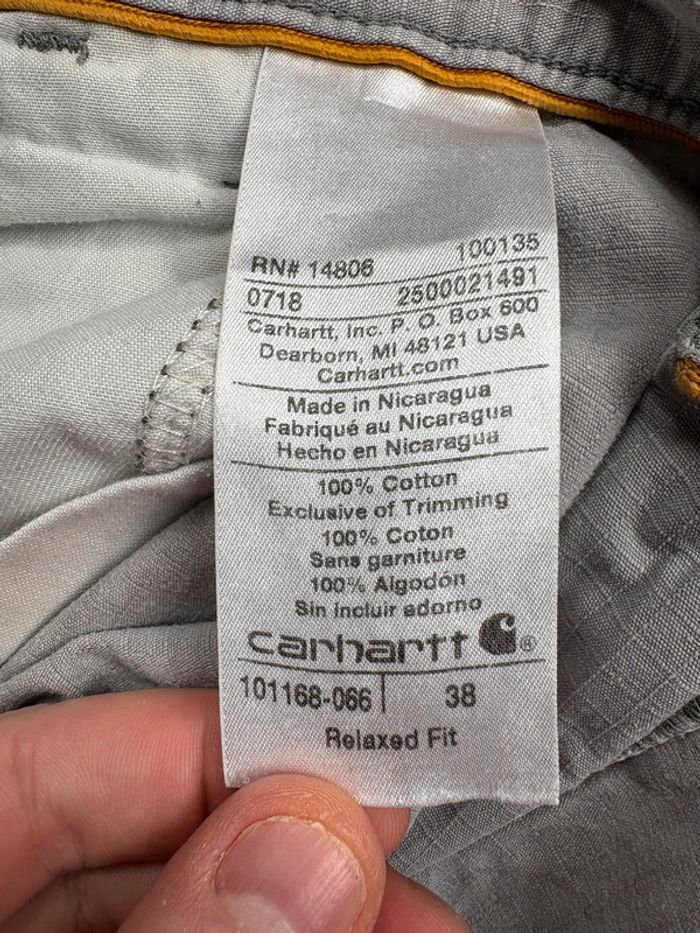 RN# 14806 100135
0718 2500021491
Carhartt, Inc. P. O. Box 600
Dearborn, MI 48121 USA
Carhartt.com
Made in Nicaragua
Fabriqué au Nicaragua
Hecho en Nicaragua
100% Cotton
Exclusive of Trimming
100% Coton
Sans garniture
100% Algodón
Sin incluir adorno
carhartt ®
101168-066 | 38
Relaxed Fit